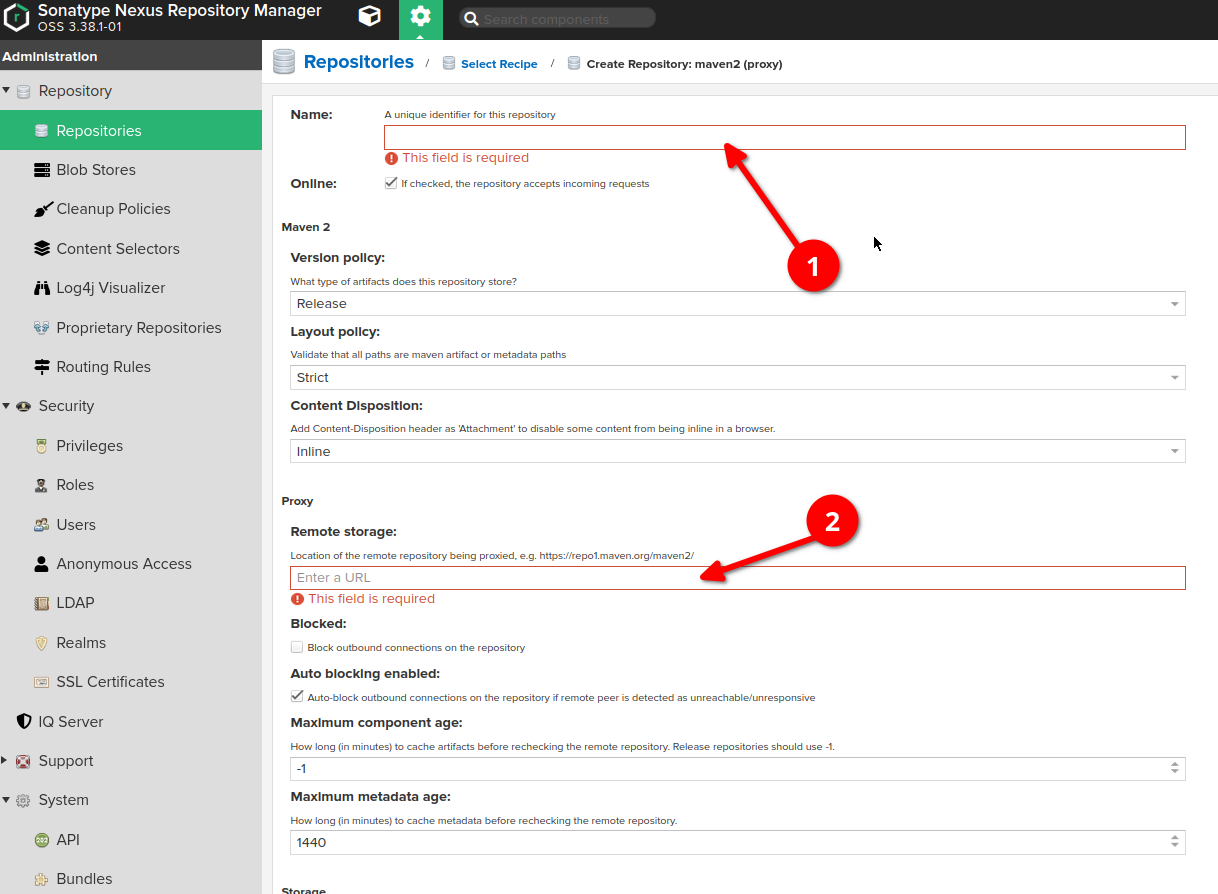 Sonatype Nexus Repository Manager
OSS 3.38.1-01
Search components
Administration
Repository
Repositories
Blob Stores
Cleanup Policies
Content Selectors
Log4j Visualizer
Proprietary Repositories
Routing Rules
Security
Privileges
Roles
Users
Anonymous Access
LDAP
Realms
SSL Certificates
IQ Server
Support
System
API
Bundles
Repositories / Select Recipe / Create Repository: maven2 (proxy)
Name: A unique identifier for this repository
This field is required
Online: If checked, the repository accepts incoming requests
1
Maven 2
Version policy:
What type of artifacts does this repository store?
Release
Layout policy:
Validate that all paths are maven artifact or metadata paths
Strict
Content Disposition:
Add Content-Disposition header as 'Attachment' to disable some content from being inline in a browser.
Inline
Proxy
2
Remote storage:
Location of the remote repository being proxied, e.g. https://repo1.maven.org/maven2/
Enter a URL
This field is required
Blocked:
Block outbound connections on the repository
Auto blocking enabled:
Auto-block outbound connections on the repository if remote peer is detected as unreachable/unresponsive
Maximum component age:
How long (in minutes) to cache artifacts before rechecking the remote repository. Release repositories should use -1.
-1
Maximum metadata age:
How long (in minutes) to cache metadata before rechecking the remote repository.
1440
Storage